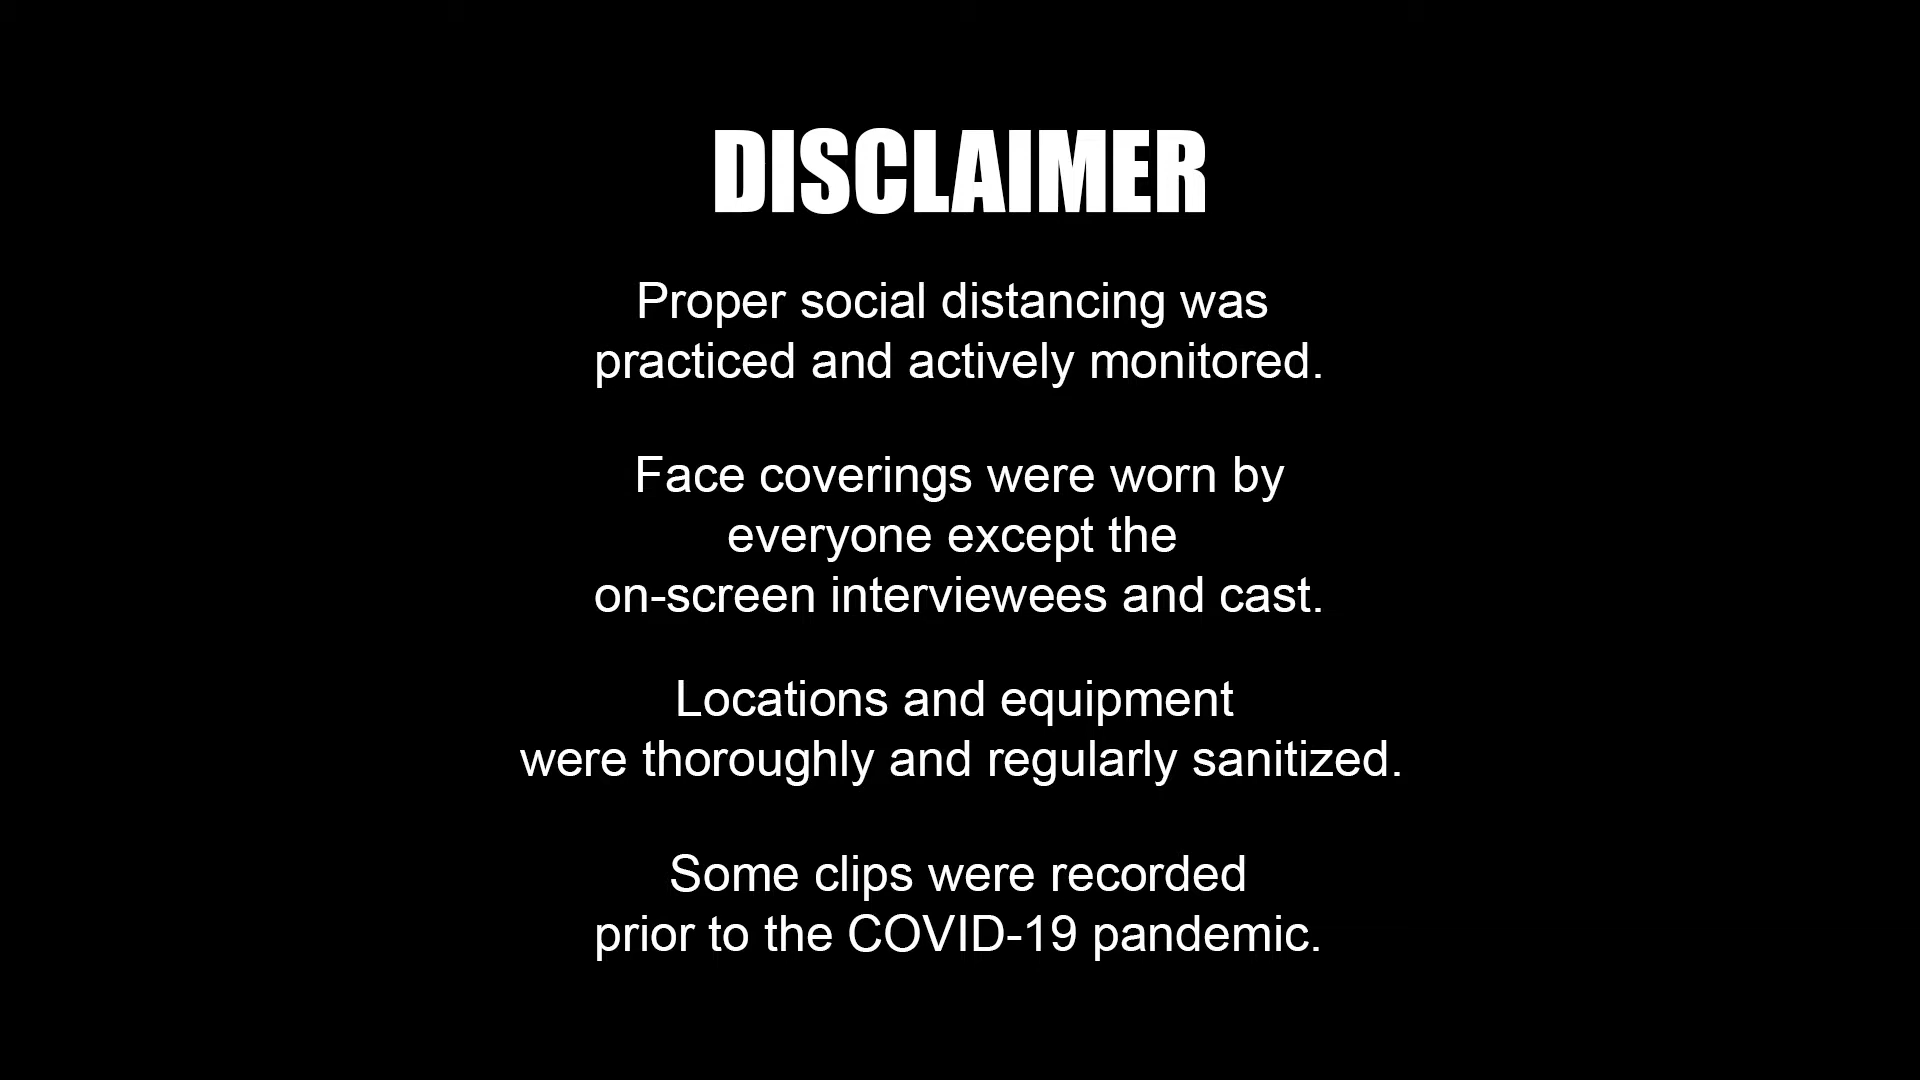 DISCLAIMER
Proper social distancing was
practiced and actively monitored.
Face coverings were worn by
everyone except the
on-screen interviewees and cast.
Locations and equipment
were thoroughly and regularly sanitized.
Some clips were recorded
prior to the COVID-19 pandemic.